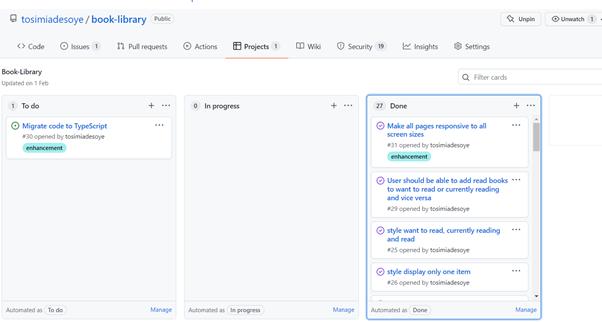 tosimiadesoye / book-library Public
Unpin
Unwatch 1
Code
Issues 1
Pull requests
Actions
Projects 1
Wiki
Security 19
Insights
Settings
Book-Library
Updated on 1 Feb
Filter cards
1 To do
Migrate code to TypeScript
#30 opened by tosimiadesoye
enhancement
Automated as To do
Manage
0 In progress
Automated as In progress
Manage
27 Done
Make all pages responsive to all
screen sizes
#31 opened by tosimiadesoye
enhancement
User should be able to add read books
to want to read or currently reading
and vice versa
#29 opened by tosimiadesoye
style want to read, currently reading
and read
#25 opened by tosimiadesoye
style display only one item
#26 opened by tosimiadesoye
Automated as Done
Manage